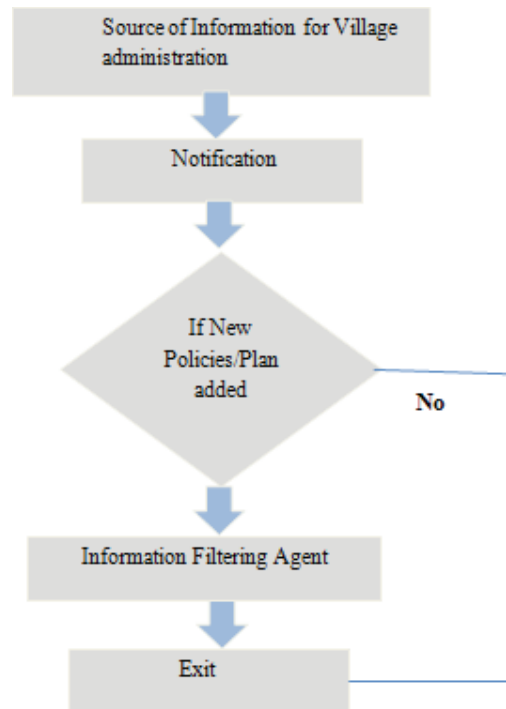 Source of Information for Village
administration
Notification
If New
Policies/Plan
added
No
Information Filtering Agent
Exit